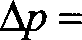 Δp =